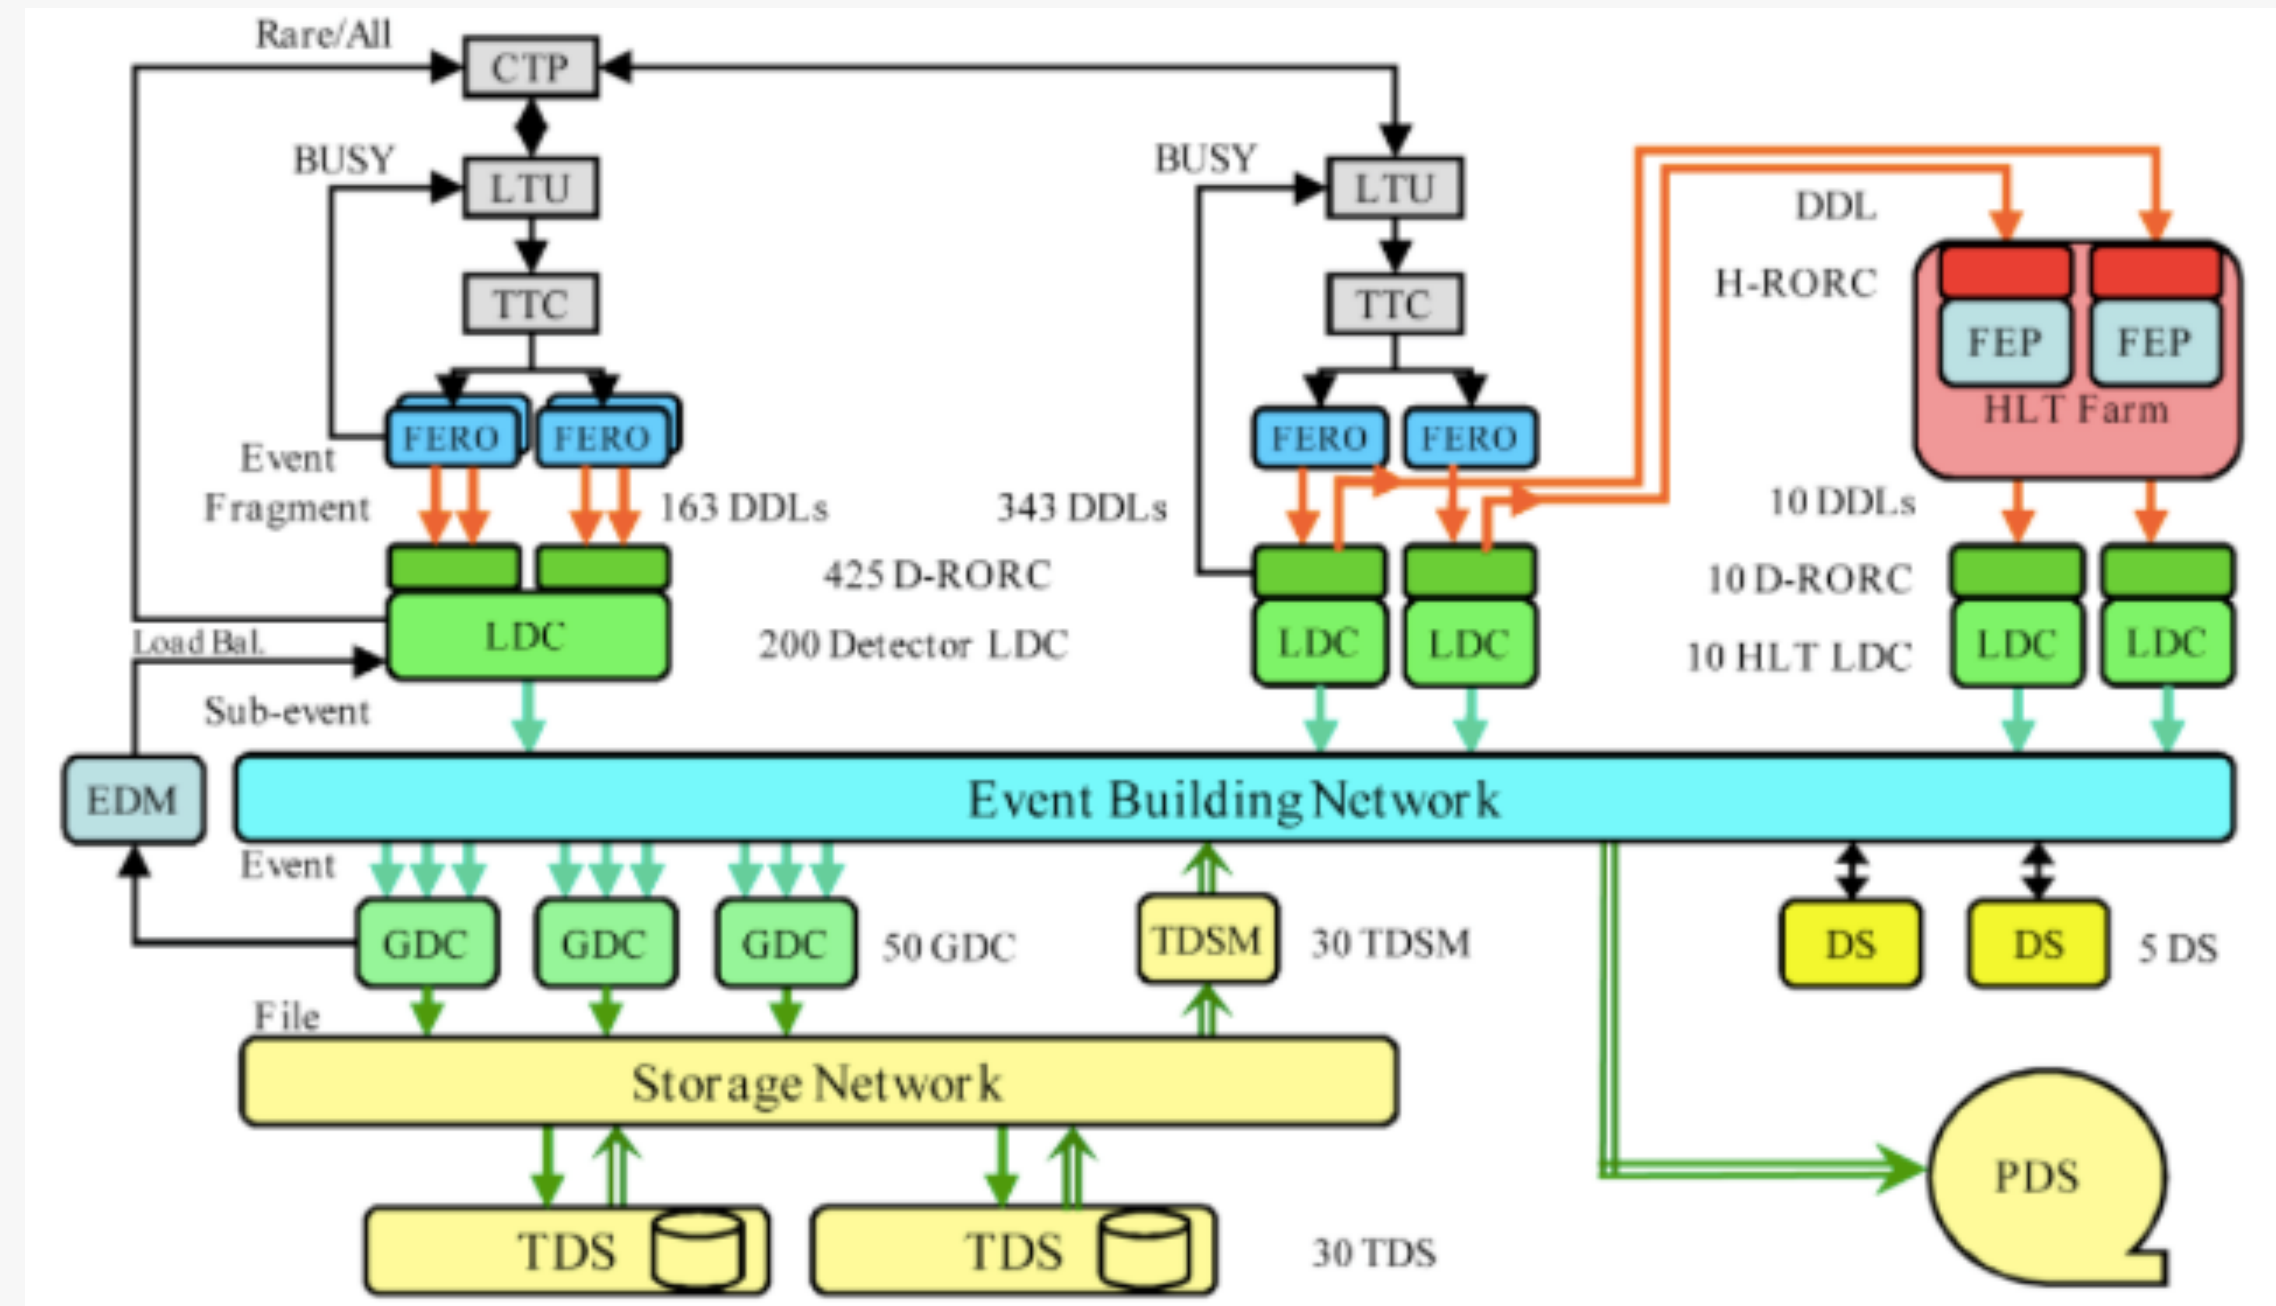 Rare/All
CTP
BUSY
LTU
BUSY
LTU
DDL
TTC
TTC
H-RORC
FEP
FEP
HLT Farm
FERO
FERO
FERO
FERO
Event
Fragment
163 DDLs
343 DDLs
10 DDLs
425 D-RORC
10 D-RORC
LDC
200 Detector LDC
LDC
LDC
10 HLT LDC
LDC
LDC
Load Bal.
Sub-event
EDM
Event Building Network
Event
GDC
GDC
GDC
50 GDC
TDSM
30 TDSM
DS
DS
5 DS
File
Storage Network
PDS
TDS
TDS
30 TDS